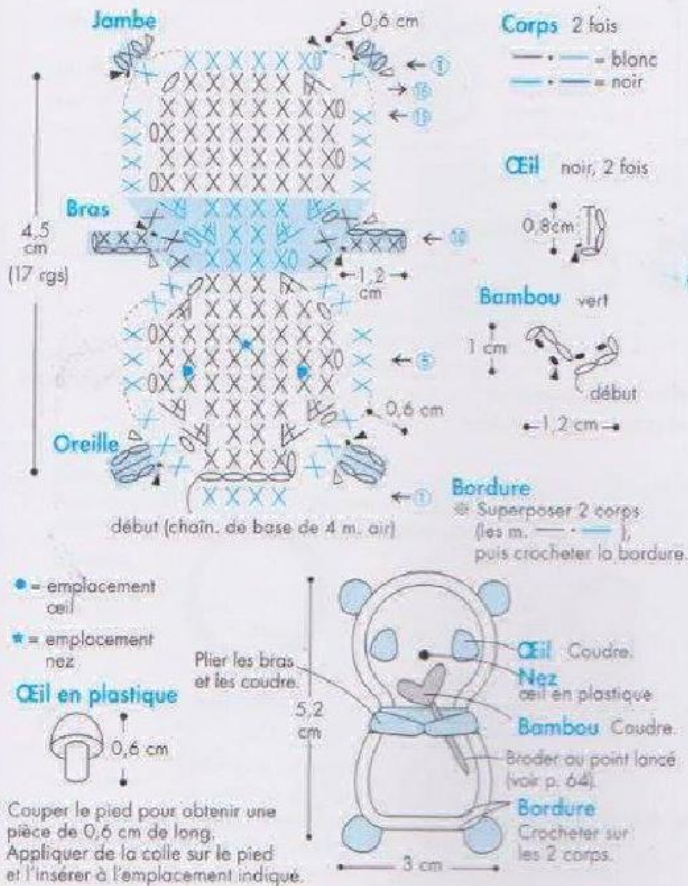 Jambe
0,6 cm
Corps 2 fois
= blanc
= noir
Œil noir, 2 fois
0,8cm
Bras
4,5
cm
(17 rgs)
1,2
cm
Bambou vert
1 cm
début
1,2 cm
5
0,6 cm
Oreille
1
début (chaîn. de base de 4 m. air)
Bordure
※ Superposer 2 corps
(les m. ),
puis crocheter la bordure.
= emplacement
œil
= emplacement
nez
Œil en plastique
0,6 cm
Couper le pied pour obtenir une
pièce de 0,6 cm de long.
Appliquer de la colle sur le pied
et l'insérer à l'emplacement indiqué.
Plier les bras
et les coudre.
5,2
cm
3 cm
Œil Coudre.
Nez
œil en plastique
Bambou Coudre.
Broder au point lancé
(voir p. 64).
Bordure
Crocheter sur
les 2 corps.